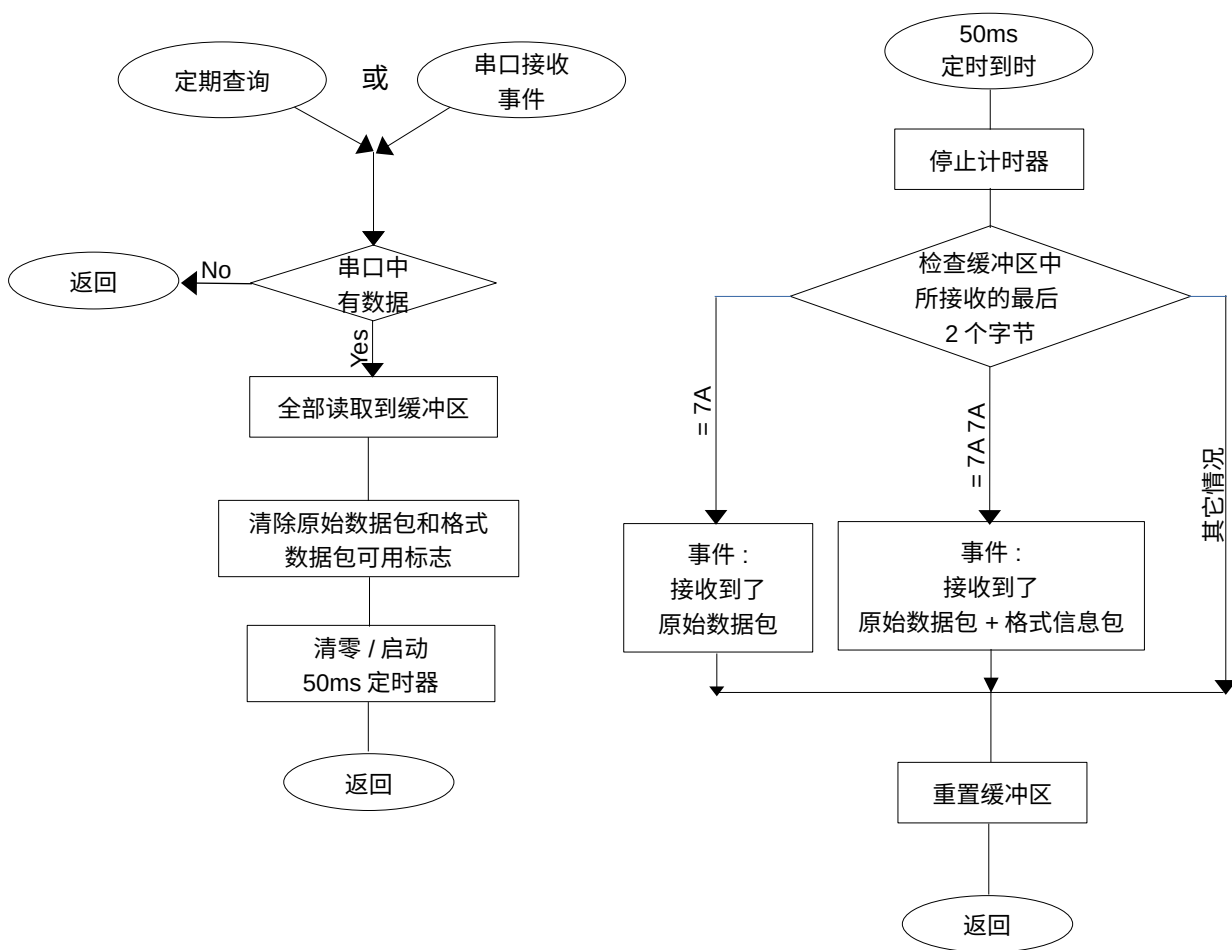 定期查询
或
串口接收
事件
串口中
有数据
No
返回
Yes
全部读取到缓冲区
清除原始数据包和格式
数据包可用标志
清零 / 启动
50ms 定时器
返回
50ms
定时到时
停止计时器
检查缓冲区中
所接收的最后
2 个字节
= 7A
= 7A 7A
其它情况
事件 :
接收到了
原始数据包
事件 :
接收到了
原始数据包 + 格式信息包
重置缓冲区
返回